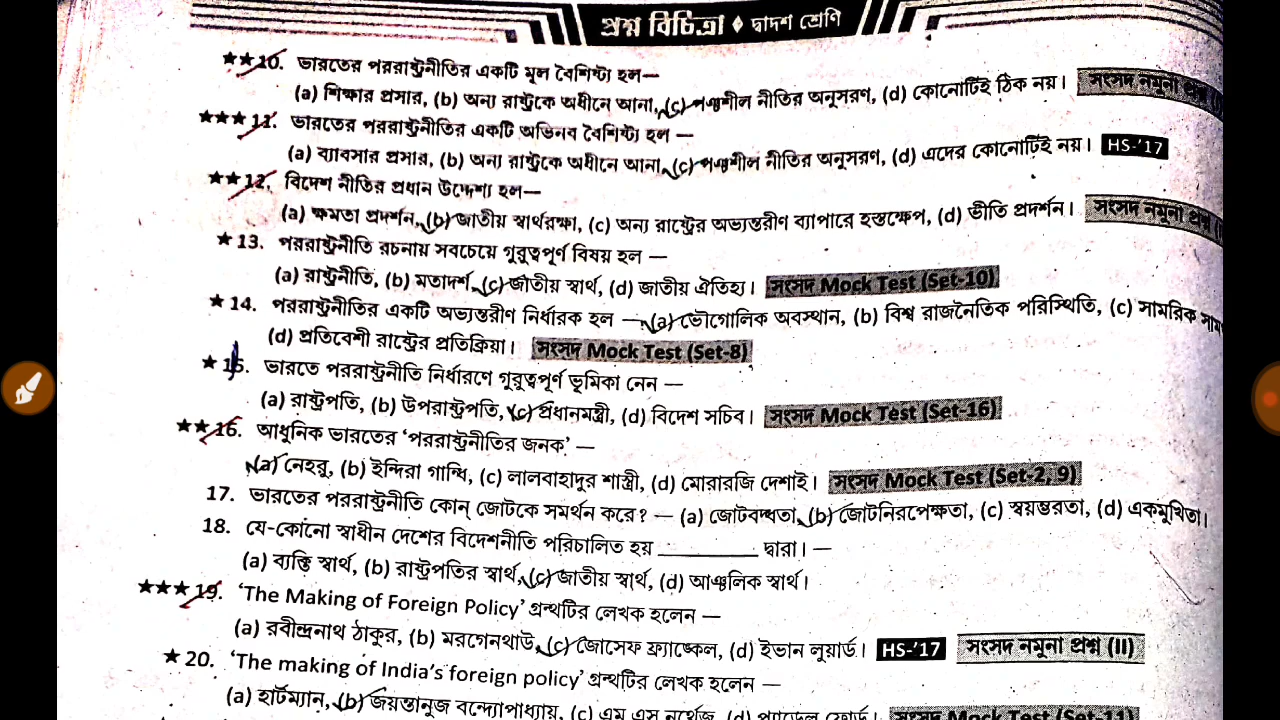 প্রশ্ন বিচিত্রা ♦ দ্বাদশ শ্রেণি
★★10. ভারতের পররাষ্ট্রনীতির একটি মূল বৈশিষ্ট্য হল—
(a) শিক্ষার প্রসার, (b) অন্য রাষ্ট্রকে অধীনে আনা, (c) পঞ্চশীল নীতির অনুসরণ, (d) কোনোটিই ঠিক নয়। সংসদ নমুনা প্রশ্ন
★★★11. ভারতের পররাষ্ট্রনীতির একটি অভিনব বৈশিষ্ট্য হল —
(a) ব্যাবসার প্রসার, (b) অন্য রাষ্ট্রকে অধীনে আনা, (c) পঞ্চশীল নীতির অনুসরণ, (d) এদের কোনোটিই নয়। HS-'17
★★12. বিদেশ নীতির প্রধান উদ্দেশ্য হল—
(a) ক্ষমতা প্রদর্শন, (b) জাতীয় স্বার্থরক্ষা, (c) অন্য রাষ্ট্রের অভ্যন্তরীণ ব্যাপারে হস্তক্ষেপ, (d) ভীতি প্রদর্শন। সংসদ নমুনা প্রশ্ন
★13. পররাষ্ট্রনীতি রচনায় সবচেয়ে গুরুত্বপূর্ণ বিষয় হল —
(a) রাষ্ট্রনীতি, (b) মতাদর্শ, (c) জাতীয় স্বার্থ, (d) জাতীয় ঐতিহ্য। সংসদ Mock Test (Set-10)
★14. পররাষ্ট্রনীতির একটি অভ্যন্তরীণ নির্ধারক হল — (a) ভৌগোলিক অবস্থান, (b) বিশ্ব রাজনৈতিক পরিস্থিতি, (c) সামরিক
(d) প্রতিবেশী রাষ্ট্রের প্রতিক্রিয়া। সংসদ Mock Test (Set-8)
★15. ভারতে পররাষ্ট্রনীতি নির্ধারণে গুরুত্বপূর্ণ ভূমিকা নেন —
(a) রাষ্ট্রপতি, (b) উপরাষ্ট্রপতি, (c) প্রধানমন্ত্রী, (d) বিদেশ সচিব। সংসদ Mock Test (Set-16)
★★16. আধুনিক ভারতের 'পররাষ্ট্রনীতির জনক' —
(a) নেহরু, (b) ইন্দিরা গান্ধি, (c) লালবাহাদুর শাস্ত্রী, (d) মোরারজি দেশাই। সংসদ Mock Test (Set-2, 9)
17. ভারতের পররাষ্ট্রনীতি কোন্ জোটকে সমর্থন করে? — (a) জোটবদ্ধতা, (b) জোটনিরপেক্ষতা, (c) স্বয়ম্ভরতা, (d) একমুখিতা।
18. যে-কোনো স্বাধীন দেশের বিদেশনীতি পরিচালিত হয় _________ দ্বারা। —
(a) ব্যক্তি স্বার্থ, (b) রাষ্ট্রপতির স্বার্থ, (c) জাতীয় স্বার্থ, (d) আঞ্চলিক স্বার্থ।
★★★19. 'The Making of Foreign Policy' গ্রন্থটির লেখক হলেন —
(a) রবীন্দ্রনাথ ঠাকুর, (b) মরগেনথাউ, (c) জোসেফ ফ্র্যাঙ্কেল, (d) ইভান লুয়ার্ড। HS-'17 সংসদ নমুনা প্রশ্ন (II)
★20. 'The making of India's foreign policy' গ্রন্থটির লেখক হলেন —
(a) হার্টম্যান, (b) জয়ন্তানুজ বন্দ্যোপাধ্যায়, (c) এম এস নর্থেজ, (d) প্যাডেল ফোর্ড। সংসদ Mock Test (Set-11)